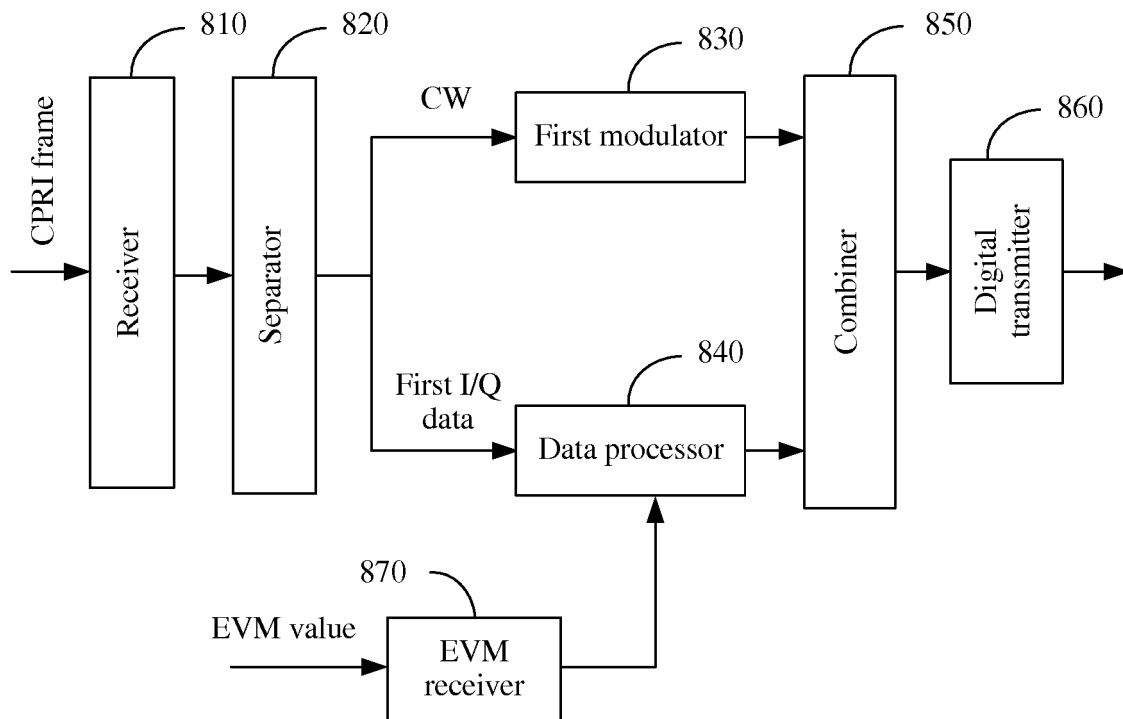 810
820
830
850
860
CPRI frame
Receiver
Separator
CW
First modulator
Combiner
Digital
transmitter
First I/Q
data
840
Data processor
870
EVM value
EVM
receiver